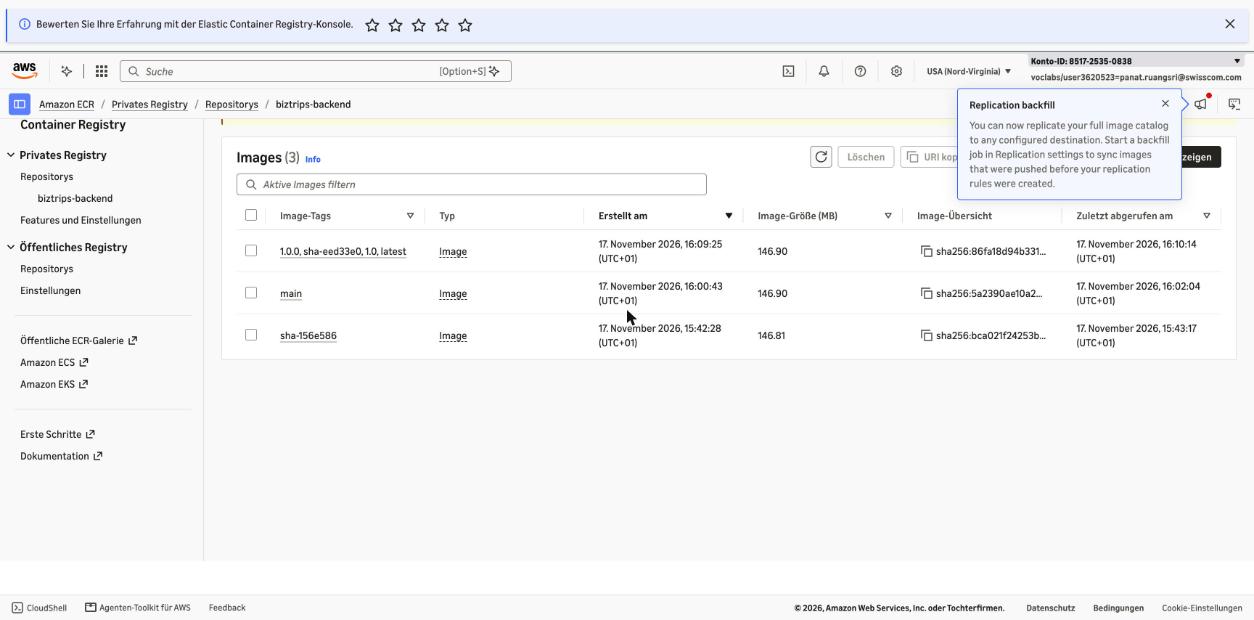 Bewerten Sie Ihre Erfahrung mit der Elastic Container Registry-Konsole.
aws
Suche
[Option+S]
USA (Nord-Virginia)
Konto-ID: 8517-2535-0838
voclabs/user3620523=panat.ruangsri@swisscom.com
Amazon ECR / Privates Registry / Repositorys / biztrips-backend
Replication backfill
You can now replicate your full image catalog
to any configured destination. Start a backfill
job in Replication settings to sync images
that were pushed before your replication
rules were created.
Container Registry
Privates Registry
Repositorys
biztrips-backend
Features und Einstellungen
Öffentliches Registry
Repositorys
Einstellungen
Öffentliche ECR-Galerie
Amazon ECS
Amazon EKS
Erste Schritte
Dokumentation
Images (3) Info
Löschen
URI kop
zeigen
Aktive Images filtern
Image-Tags Typ Erstellt am Image-Größe (MB) Image-Übersicht Zuletzt abgerufen am
1.0.0, sha-eed33e0, 1.0, latest Image 17. November 2026, 16:09:25 (UTC+01) 146.90 sha256:86fa18d94b331... 17. November 2026, 16:10:14 (UTC+01)
main Image 17. November 2026, 16:00:43 (UTC+01) 146.90 sha256:5a2390ae10a2... 17. November 2026, 16:02:04 (UTC+01)
sha-156e586 Image 17. November 2026, 15:42:28 (UTC+01) 146.81 sha256:bca021f24253b... 17. November 2026, 15:43:17 (UTC+01)
CloudShell Agenten-Toolkit für AWS Feedback
© 2026, Amazon Web Services, Inc. oder Tochterfirmen. Datenschutz Bedingungen Cookie-Einstellungen